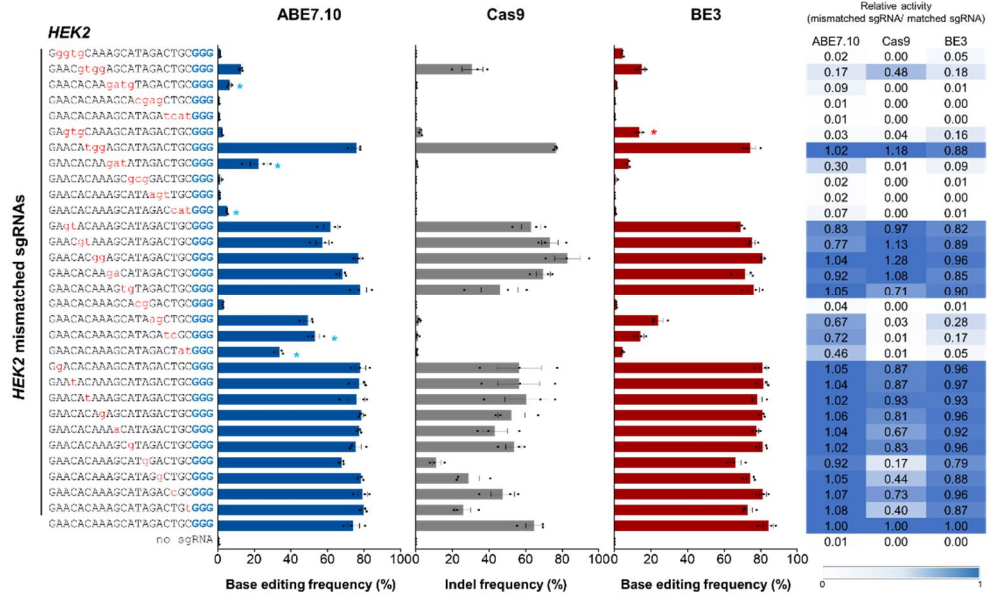 ABE7.10 Cas9 BE3
Relative activity
(mismatched sgRNA/ matched sgRNA)
HEK2
ABE7.10 Cas9 BE3
HEK2 mismatched sgRNAs
GggtgCAAAGCATAGACTGCGGG 0.02 0.00 0.05
GAACgtggAGCATAGACTGCGGG 0.17 0.48 0.18
GAACACAAgatgTAGACTGCGGG * 0.09 0.00 0.01
GAACACAAAGCAcgagCTGCGGG 0.01 0.00 0.00
GAACACAAAGCATAGAtcatGGG 0.01 0.00 0.00
GAgtgCAAAGCATAGACTGCGGG * 0.03 0.04 0.16
GAACAtggAGCATAGACTGCGGG 1.02 1.18 0.88
GAACACAAgatATAGACTGCGGG * 0.30 0.01 0.09
GAACACAAAGCgcgGACTGCGGG 0.02 0.00 0.01
GAACACAAAGCATAagtTGCGGG 0.02 0.00 0.00
GAACACAAAGCATAGACcatGGG * 0.07 0.00 0.01
GAgtACAAAGCATAGACTGCGGG 0.83 0.97 0.82
GAACgtAAAGCATAGACTGCGGG 0.77 1.13 0.89
GAACACggAGCATAGACTGCGGG 1.04 1.28 0.96
GAACACAAgaCATAGACTGCGGG 0.92 1.08 0.85
GAACACAAAGtgTAGACTGCGGG 1.05 0.71 0.90
GAACACAAAGCAcgGACTGCGGG 0.04 0.00 0.01
GAACACAAAGCATAagCTGCGGG 0.67 0.03 0.28
GAACACAAAGCATAGAtcGCGGG * 0.72 0.01 0.17
GAACACAAAGCATAGACTatGGG * 0.46 0.01 0.05
GgACACAAAGCATAGACTGCGGG 1.05 0.87 0.96
GAAtACAAAGCATAGACTGCGGG 1.04 0.87 0.97
GAACAtAAAGCATAGACTGCGGG 1.02 0.93 0.93
GAACACAgAGCATAGACTGCGGG 1.06 0.81 0.96
GAACACAAAaCATAGACTGCGGG 1.04 0.67 0.92
GAACACAAAGCgTAGACTGCGGG 1.02 0.83 0.96
GAACACAAAGCATgGACTGCGGG 0.92 0.17 0.79
GAACACAAAGCATAGgCTGCGGG 1.05 0.44 0.88
GAACACAAAGCATAGACcGCGGG 1.07 0.73 0.96
GAACACAAAGCATAGACTGtGGG 1.08 0.40 0.87
GAACACAAAGCATAGACTGCGGG 1.00 1.00 1.00
no sgRNA 0.01 0.00 0.00
0 20 40 60 80 100 0 20 40 60 80 100 0 20 40 60 80 100
Base editing frequency (%) Indel frequency (%) Base editing frequency (%)
0 1